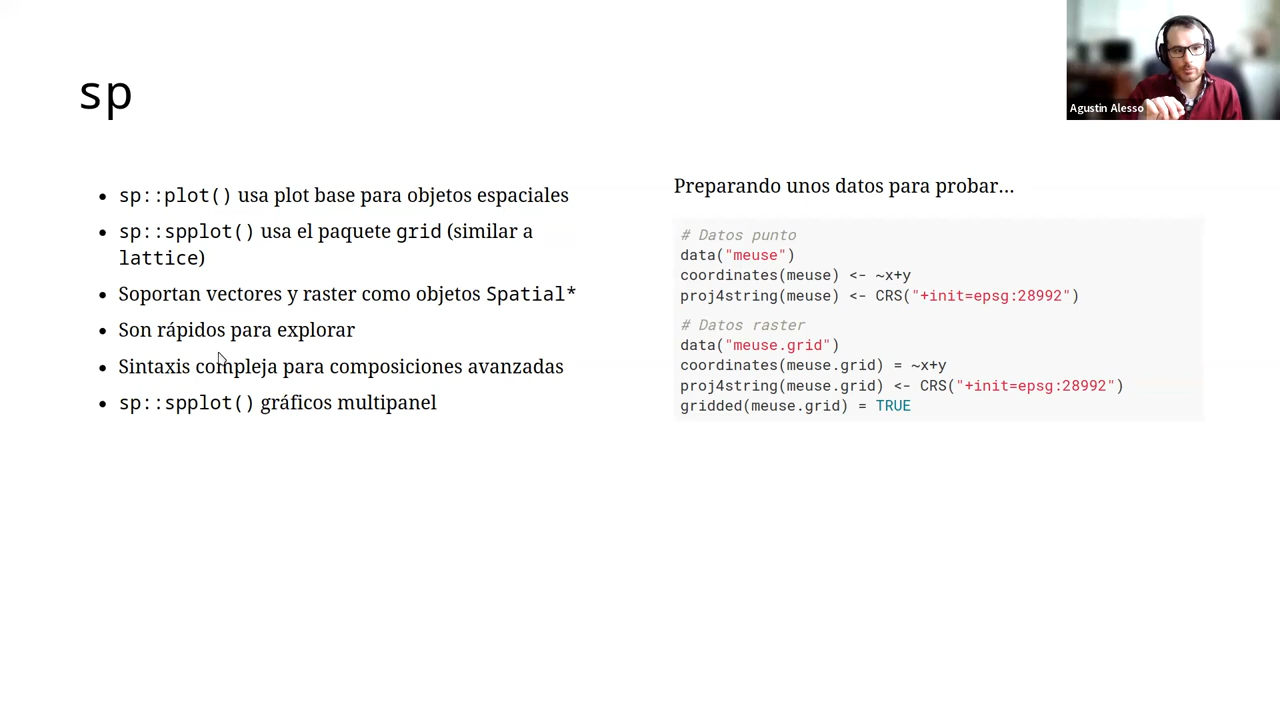 sp
Agustin Alesso
• sp::plot() usa plot base para objetos espaciales
• sp::spplot() usa el paquete grid (similar a
lattice)
• Soportan vectores y raster como objetos Spatial*
• Son rápidos para explorar
• Sintaxis compleja para composiciones avanzadas
• sp::spplot() gráficos multipanel
Preparando unos datos para probar...
# Datos punto
data("meuse")
coordinates(meuse) <- ~x+y
proj4string(meuse) <- CRS("+init=epsg:28992")
# Datos raster
data("meuse.grid")
coordinates(meuse.grid) = ~x+y
proj4string(meuse.grid) <- CRS("+init=epsg:28992")
gridded(meuse.grid) = TRUE